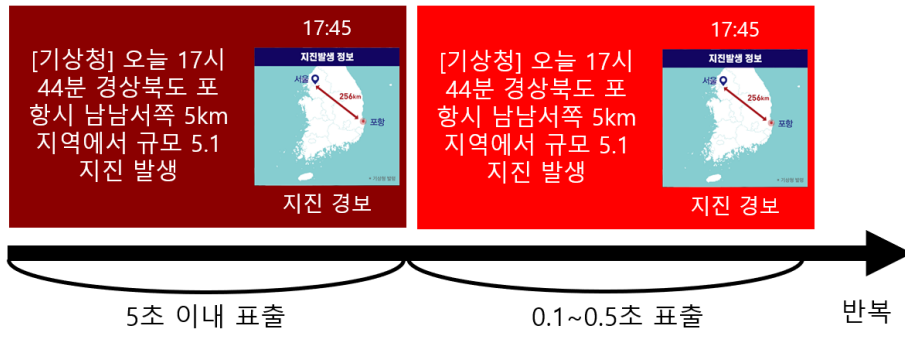 17:45
[기상청] 오늘 17시
44분 경상북도 포
항시 남남서쪽 5km
지역에서 규모 5.1
지진 발생
지진발생 정보
서울
256km
포항
지진 경보
17:45
[기상청] 오늘 17시
44분 경상북도 포
항시 남남서쪽 5km
지역에서 규모 5.1
지진 발생
지진발생 정보
서울
256km
포항
지진 경보
5초 이내 표출
0.1~0.5초 표출
반복